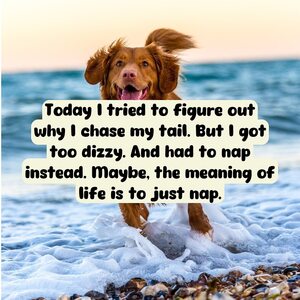 Today I tried to figure out
why I chase my tail. But I got
too dizzy. And had to nap
instead. Maybe, the meaning of
life is to just nap.